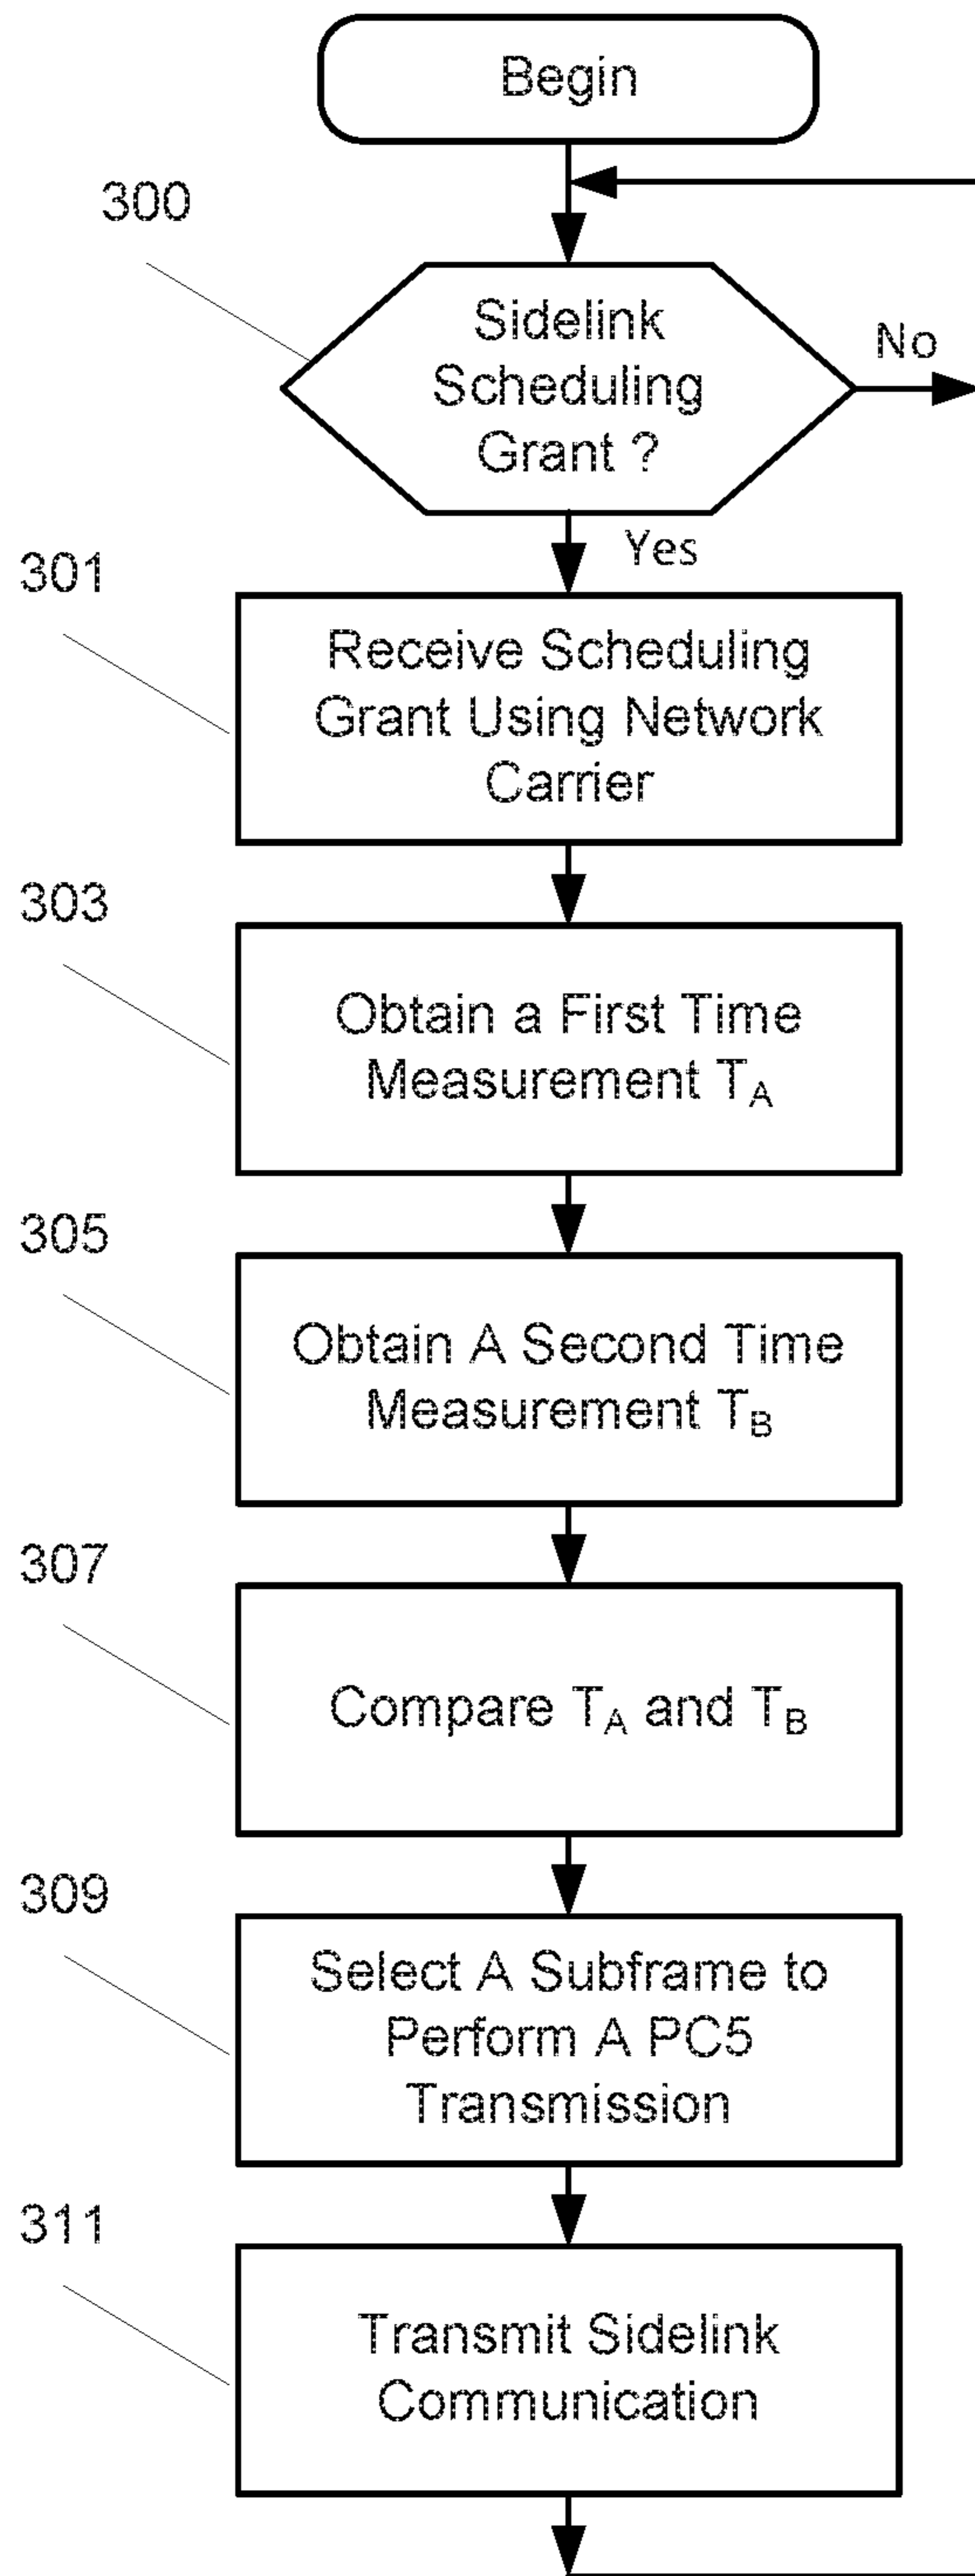 Begin
300
Sidelink
Scheduling
Grant ?
No
Yes
301
Receive Scheduling
Grant Using Network
Carrier
303
Obtain a First Time
Measurement TA
305
Obtain A Second Time
Measurement TB
307
Compare TA and TB
309
Select A Subframe to
Perform A PC5
Transmission
311
Transmit Sidelink
Communication